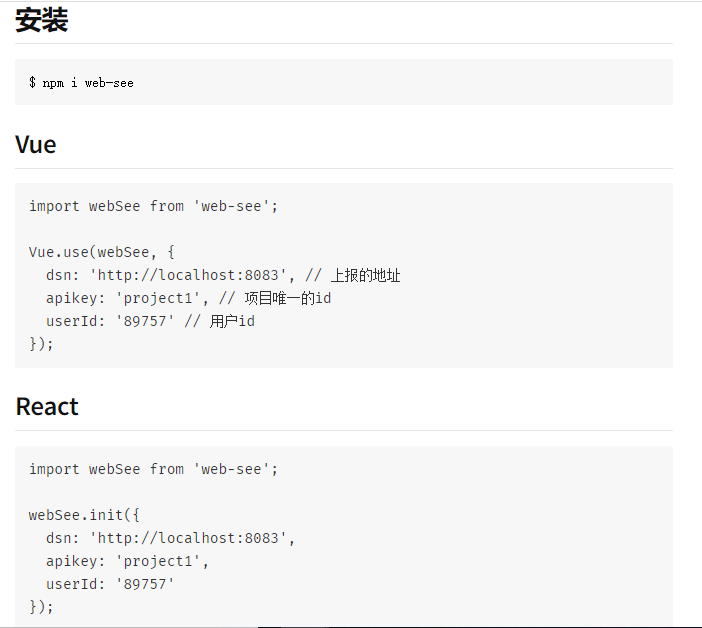 安装
$ npm i web-see
Vue
import webSee from 'web-see';
Vue.use(webSee, {
dsn: 'http://localhost:8083', // 上报的地址
apikey: 'project1', // 项目唯一的id
userId: '89757' // 用户id
});
React
import webSee from 'web-see';
webSee.init({
dsn: 'http://localhost:8083',
apikey: 'project1',
userId: '89757'
});